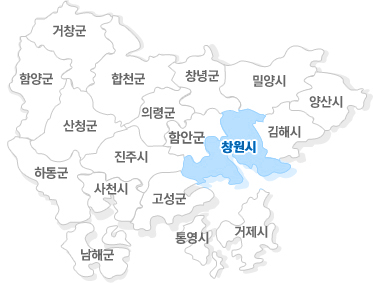 거창군
함양군
합천군
창녕군
밀양시
양산시
의령군
산청군
함안군
창원시
김해시
진주시
하동군
사천시
고성군
통영시
거제시
남해군